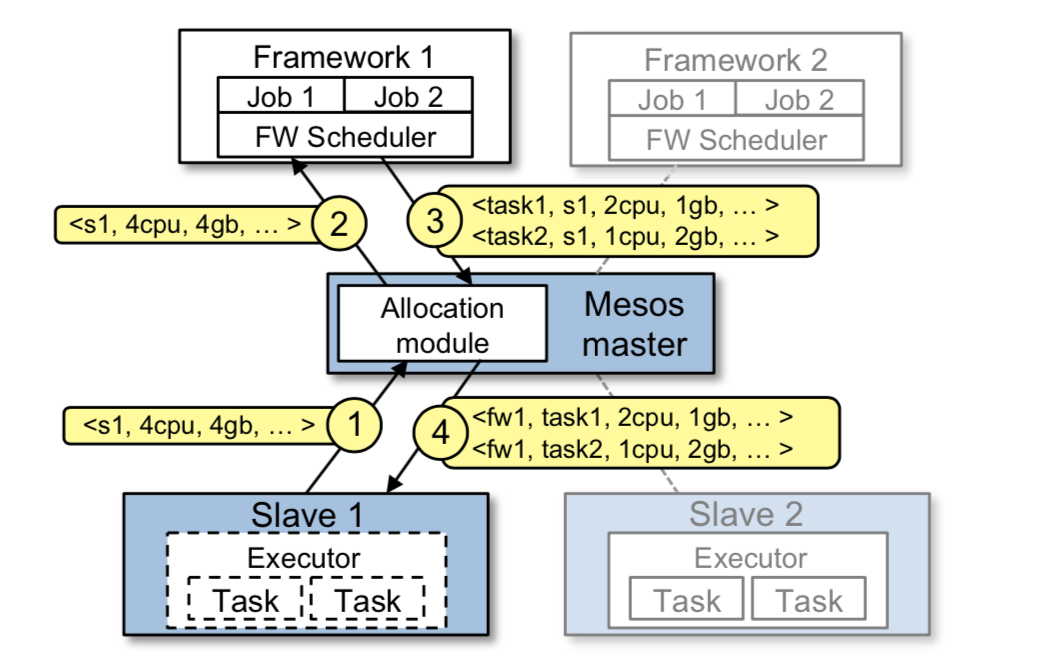 Framework 1
Job 1 Job 2
FW Scheduler
Framework 2
Job 1 Job 2
FW Scheduler
<s1, 4cpu, 4gb, … > 2
3 <task1, s1, 2cpu, 1gb, … >
<task2, s1, 1cpu, 2gb, … >
Allocation
module
Mesos
master
<s1, 4cpu, 4gb, … > 1
4 <fw1, task1, 2cpu, 1gb, … >
<fw1, task2, 1cpu, 2gb, … >
Slave 1
Executor
Task Task
Slave 2
Executor
Task Task